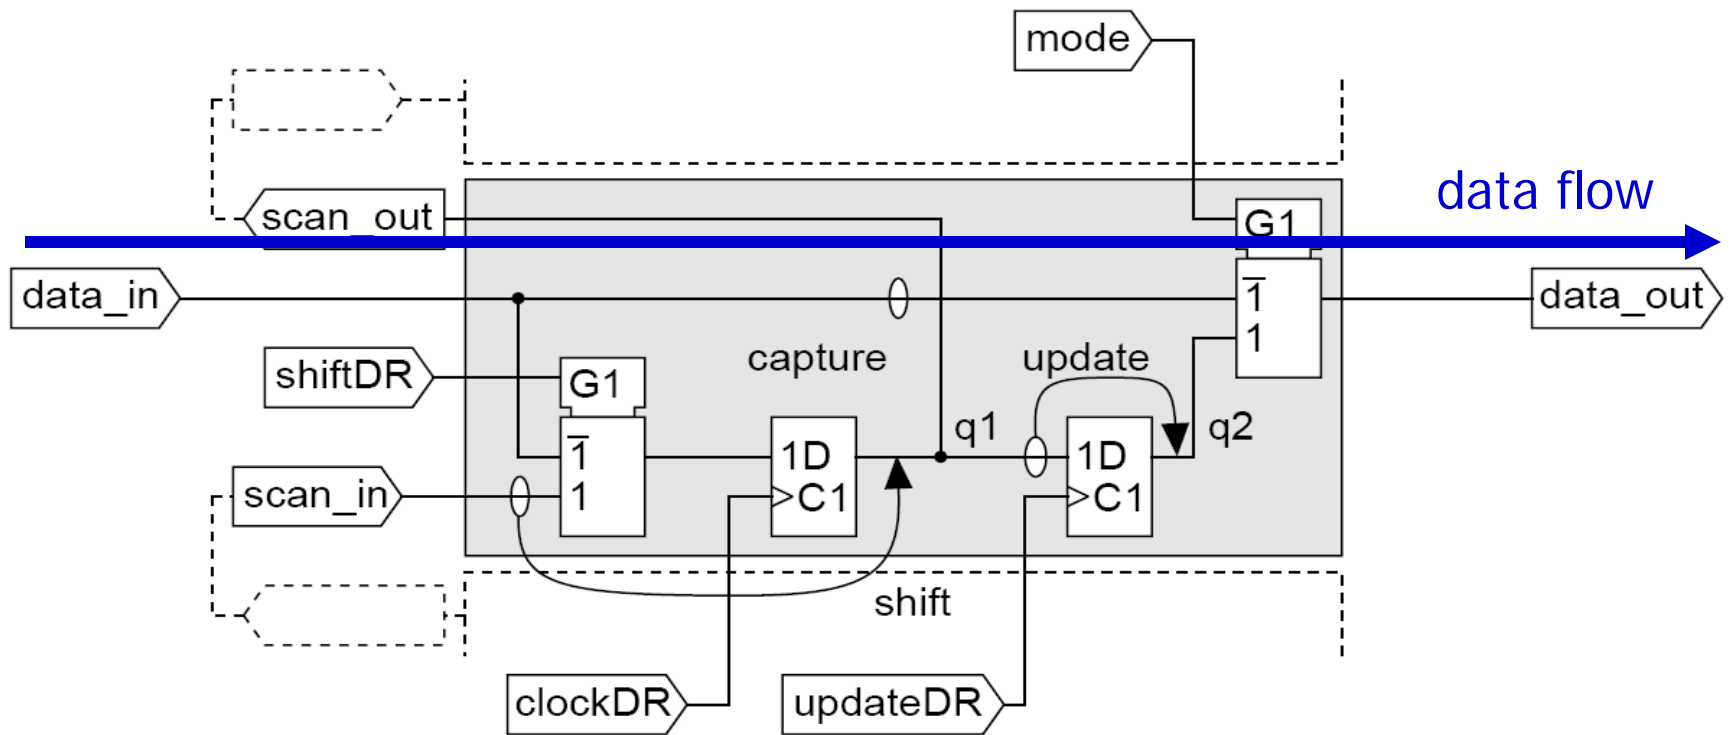 mode
data flow
scan_out
G1
data_in
1̅
data_out
1
capture
update
shiftDR
G1
q1
q2
1̅
1D
1D
scan_in
1
C1
C1
shift
clockDR
updateDR